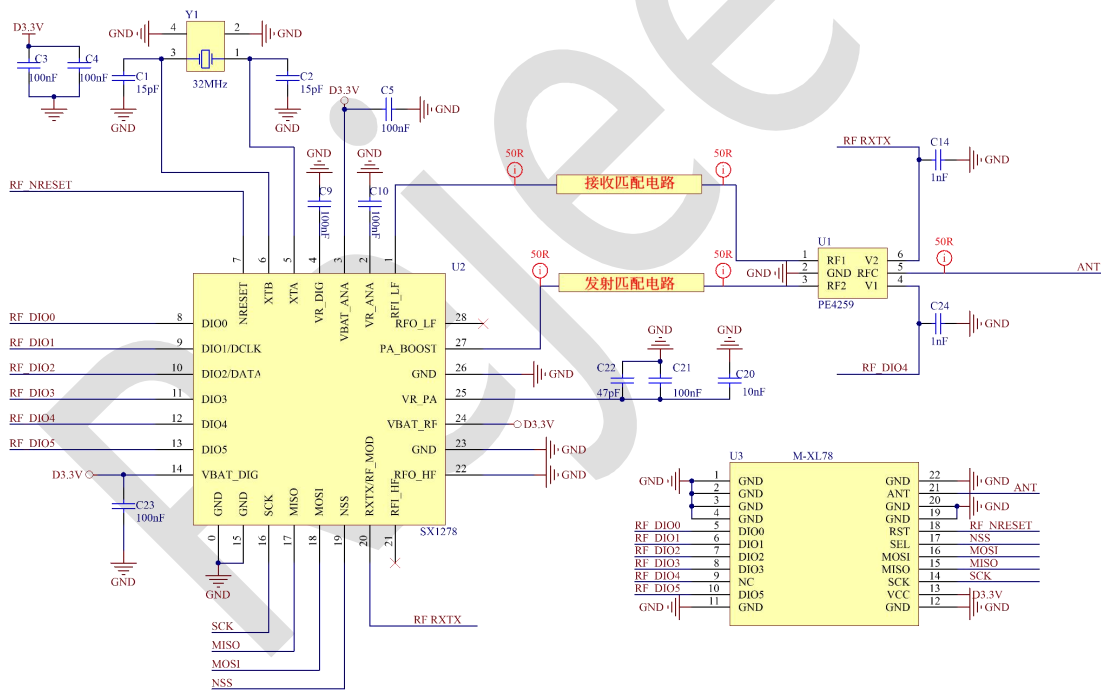 D3.3V
C3
100nF
C4
100nF
C1
15pF
GND
GND
4
Y1
2
GND
3
1
32MHz
C2
15pF
GND
D3.3V
C5
100nF
GND
GND
C9
100nF
GND
C10
100nF
RF_NRESET
50R
i
接收匹配电路
50R
i
50R
i
发射匹配电路
50R
i
RF RXTX
C14
1nF
GND
U1
1
RF1
V2
6
GND
2
GND
RFC
5
3
RF2
V1
4
PE4259
50R
i
ANT
C24
1nF
GND
RF_DIO4
U2
7
6
5
4
3
2
1
NRESET
XTB
XTA
VR_DIG
VBAT_ANA
VR_ANA
RFI_LF
RF_DIO0
8
DIO0
RFO_LF
28
RF_DIO1
9
DIO1/DCLK
PA_BOOST
27
RF_DIO2
10
DIO2/DATA
GND
26
GND
RF_DIO3
11
DIO3
VR_PA
25
RF_DIO4
12
DIO4
VBAT_RF
24
D3.3V
RF_DIO5
13
DIO5
GND
23
GND
D3.3V
14
VBAT_DIG
RFO_HF
22
GND
GND
GND
SCK
MISO
MOSI
NSS
RXTX/RF_MOD
RFI_HF
SX1278
0
15
16
17
18
19
20
21
C23
100nF
GND
GND
GND
C22
47pF
C21
100nF
GND
C20
10nF
SCK
MISO
MOSI
NSS
RF RXTX
U3
M-XL78
GND
1
GND
GND
22
GND
2
GND
ANT
21
ANT
3
GND
GND
20
GND
4
GND
GND
19
RF_DIO0
5
DIO0
RST
18
RF_NRESET
RF_DIO1
6
DIO1
SEL
17
NSS
RF_DIO2
7
DIO2
MOSI
16
MOSI
RF_DIO3
8
DIO3
MISO
15
MISO
RF_DIO4
9
NC
SCK
14
SCK
RF_DIO5
10
DIO5
VCC
13
D3.3V
GND
11
GND
GND
12
GND